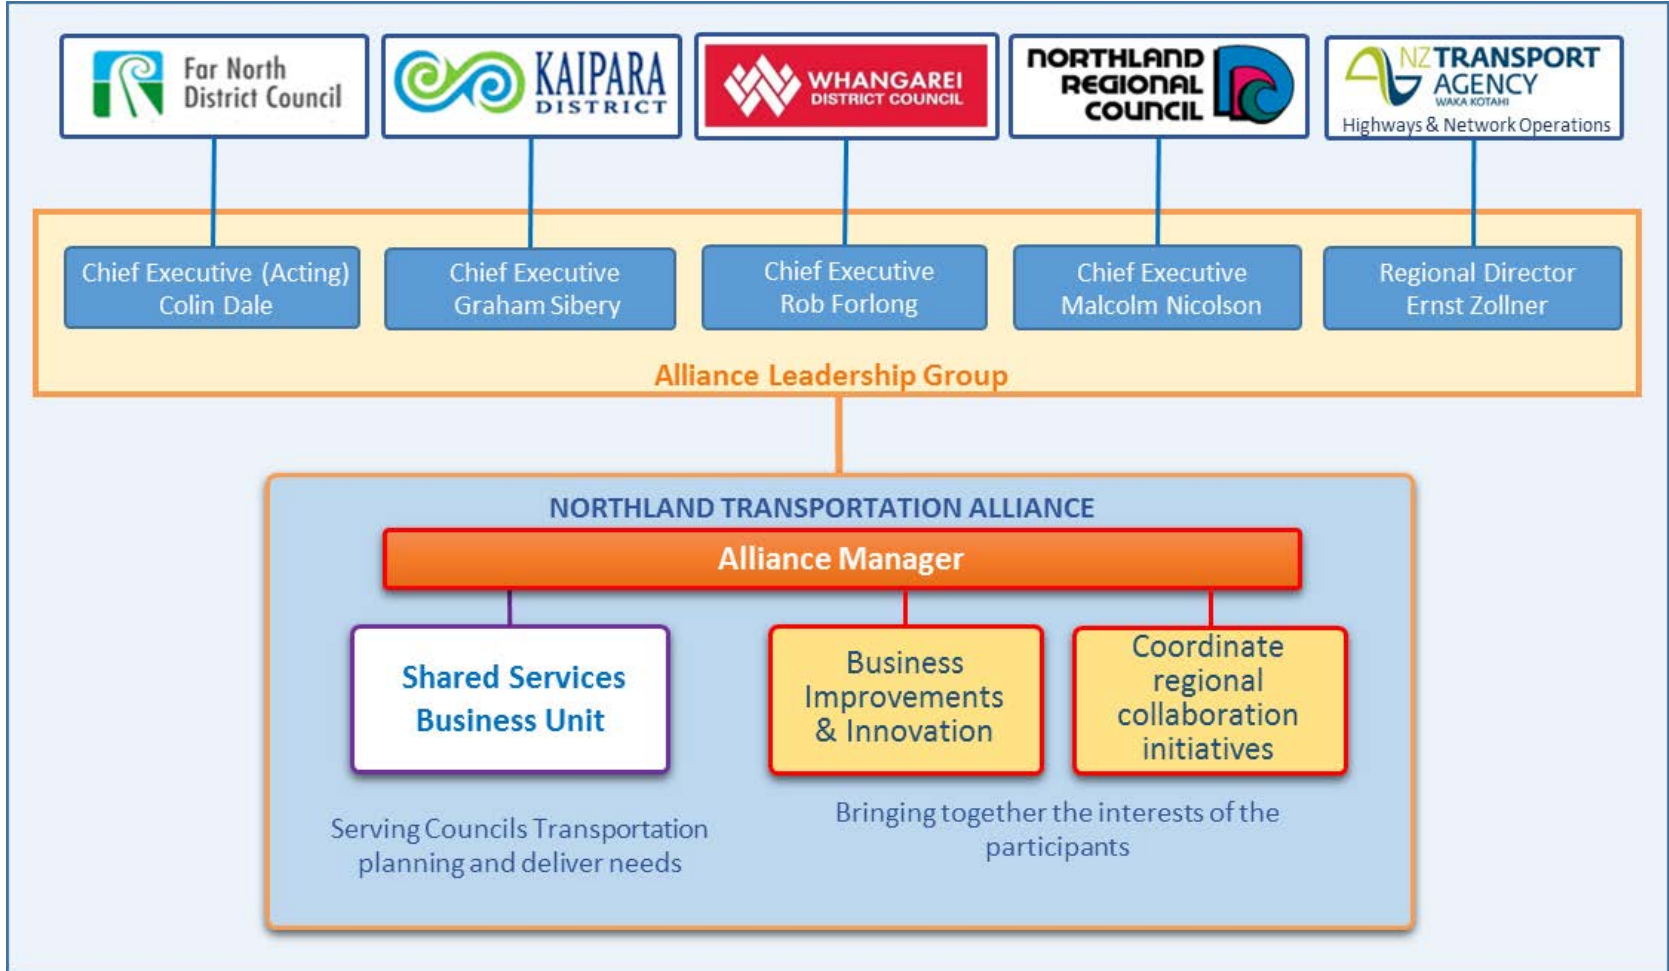 Far North
District Council
KAIPARA
DISTRICT
WHANGAREI
DISTRICT COUNCIL
NORTHLAND
REGIONAL
COUNCIL
NZTRANSPORT
AGENCY
WAKA KOTAHI
Highways & Network Operations
Chief Executive (Acting)
Colin Dale
Chief Executive
Graham Sibery
Chief Executive
Rob Forlong
Chief Executive
Malcolm Nicolson
Regional Director
Ernst Zollner
Alliance Leadership Group
NORTHLAND TRANSPORTATION ALLIANCE
Alliance Manager
Shared Services
Business Unit
Business
Improvements
& Innovation
Coordinate
regional
collaboration
initiatives
Serving Councils Transportation
planning and deliver needs
Bringing together the interests of the
participants